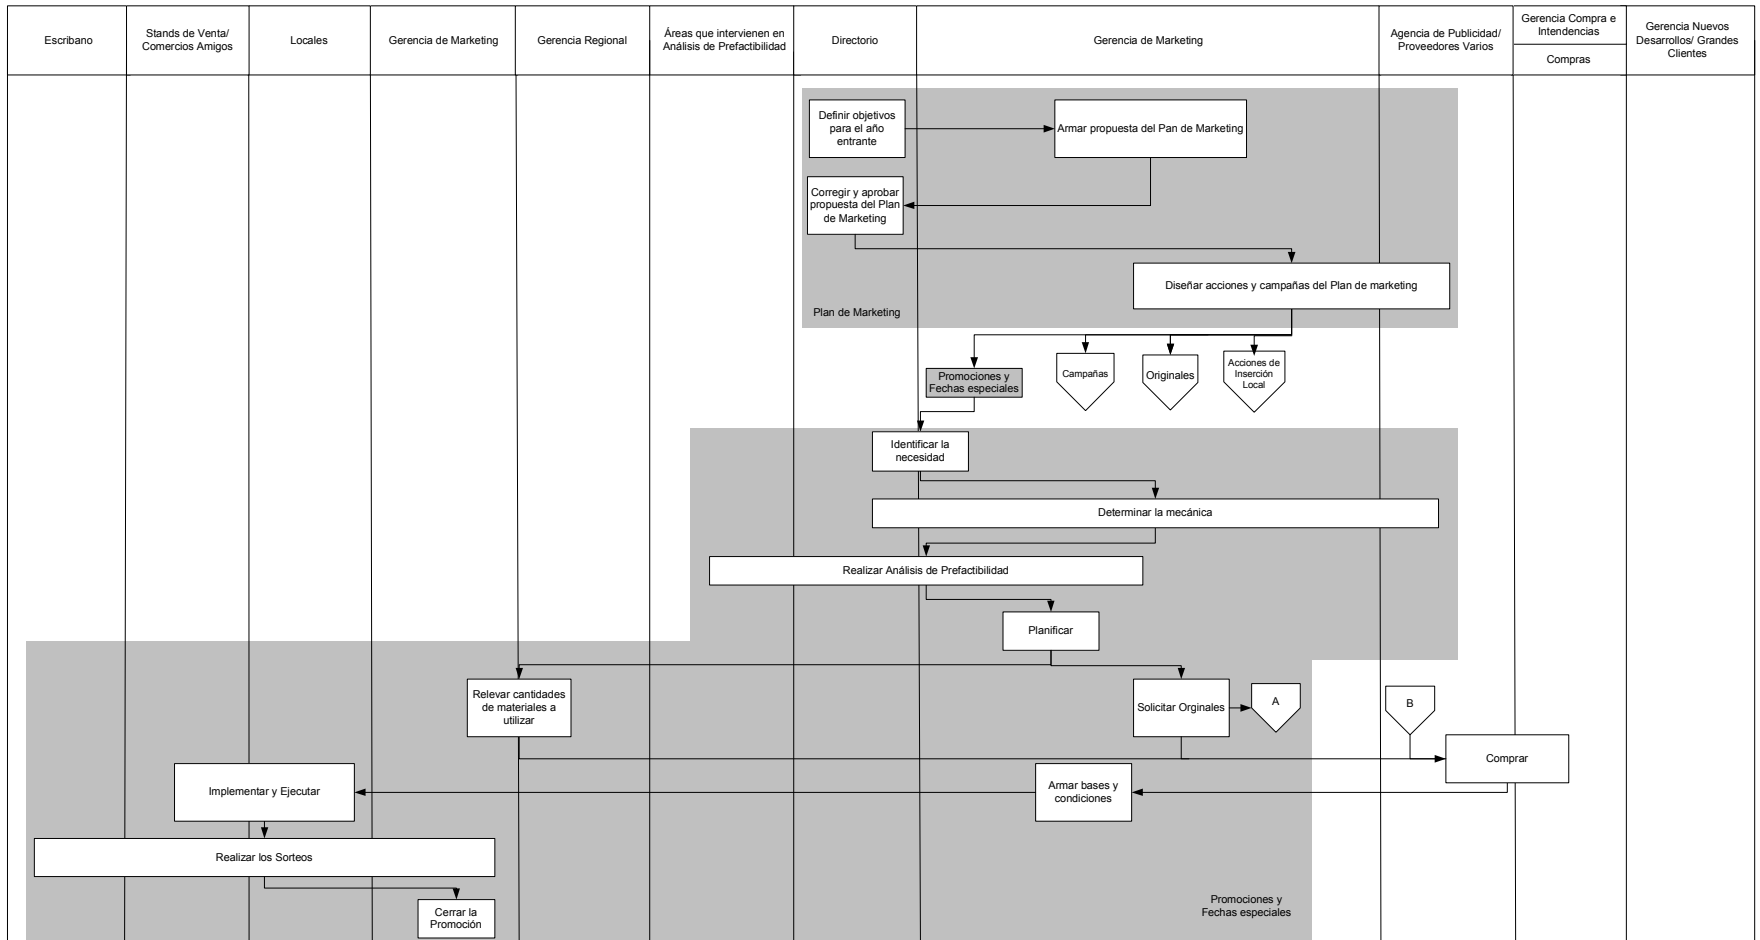 Escribano
Stands de Venta/
Comercios Amigos
Locales
Gerencia de Marketing
Gerencia Regional
Áreas que intervienen en
Análisis de Prefactibilidad
Directorio
Gerencia de Marketing
Agencia de Publicidad/
Proveedores Varios
Gerencia Compra e
Intendencias
Compras
Gerencia Nuevos
Desarrollos/ Grandes
Clientes
Definir objetivos
para el año
entrante
Armar propuesta del Pan de Marketing
Corregir y aprobar
propuesta del Plan
de Marketing
Diseñar acciones y campañas del Plan de marketing
Plan de Marketing
Promociones y
Fechas especiales
Campañas
Originales
Acciones de
Inserción
Local
Identificar la
necesidad
Determinar la mecánica
Realizar Análisis de Prefactibilidad
Planificar
Relevar cantidades
de materiales a
utilizar
Solicitar Orginales
A
B
Comprar
Implementar y Ejecutar
Armar bases y
condiciones
Realizar los Sorteos
Cerrar la
Promoción
Promociones y
Fechas especiales